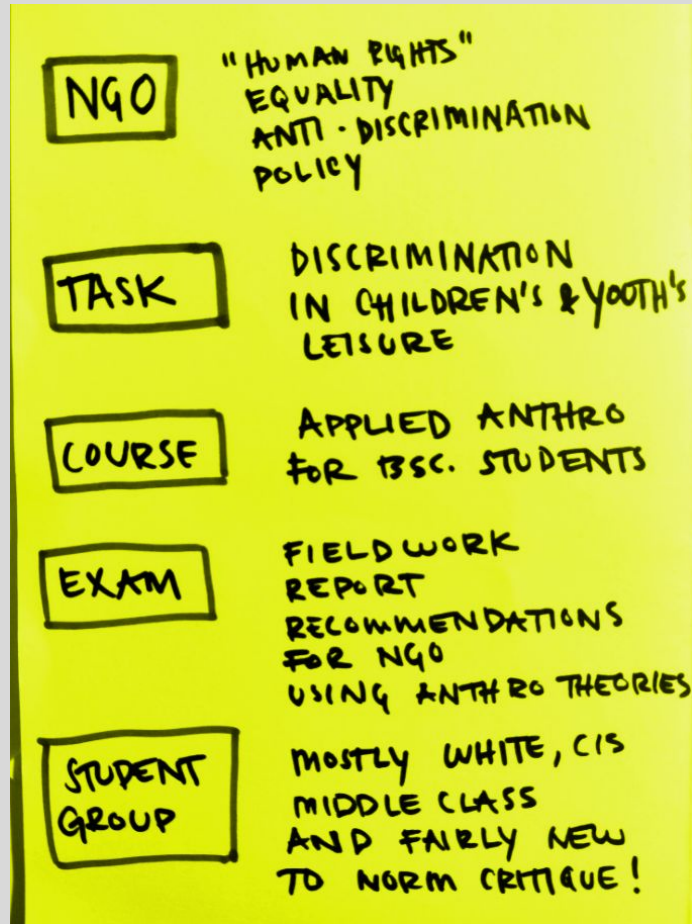 NGO
"HUMAN RIGHTS"
EQUALITY
ANTI-DISCRIMINATION
POLICY
TASK
DISCRIMINATION
IN CHILDREN'S & YOUTH'S
LEISURE
COURSE
APPLIED ANTHRO
FOR BSC. STUDENTS
EXAM
FIELDWORK
REPORT
RECOMMENDATIONS
FOR NGO
USING ANTHRO THEORIES
STUDENT
GROUP
MOSTLY WHITE, CIS
MIDDLE CLASS
AND FAIRLY NEW
TO NORM CRITIQUE!